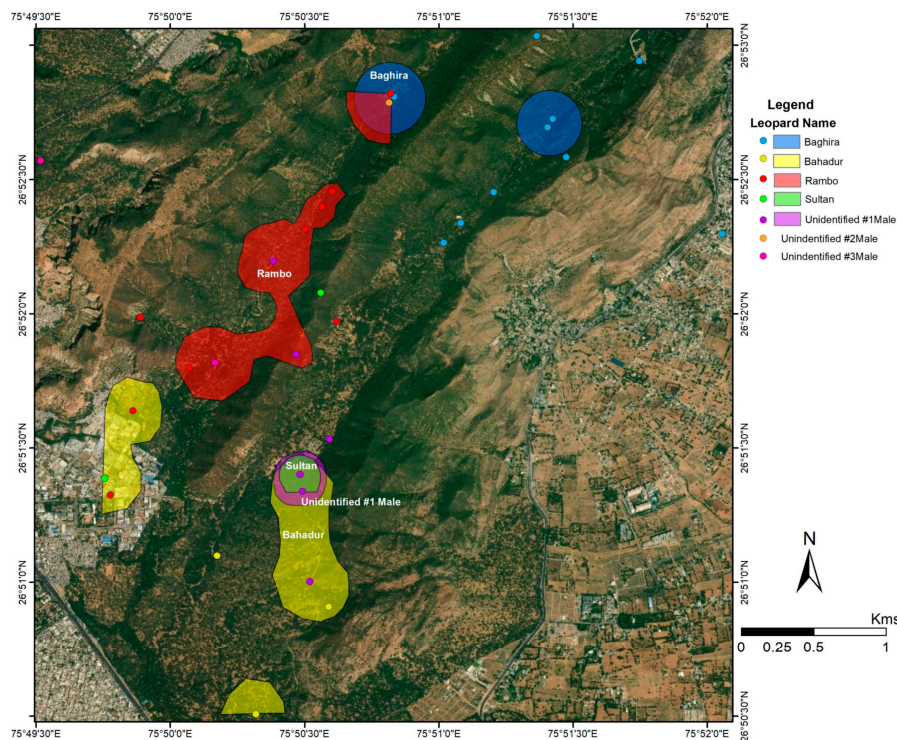 75°49'30"E 75°50'0"E 75°50'30"E 75°51'0"E 75°51'30"E 75°52'0"E
26°53'0"N 26°53'0"N
Baghira
Legend
Leopard Name
Baghira
Bahadur
Rambo
Sultan
Unidentified #1Male
Unindentified #2Male
Unindentified #3Male
26°52'30"N 26°52'30"N
Rambo
26°52'0"N 26°52'0"N
26°51'30"N 26°51'30"N
Sultan
Unidentified #1 Male
Bahadur
N
26°51'0"N 26°51'0"N
Kms
0 0.25 0.5 1
26°50'30"N 26°50'30"N
75°49'30"E 75°50'0"E 75°50'30"E 75°51'0"E 75°51'30"E 75°52'0"E